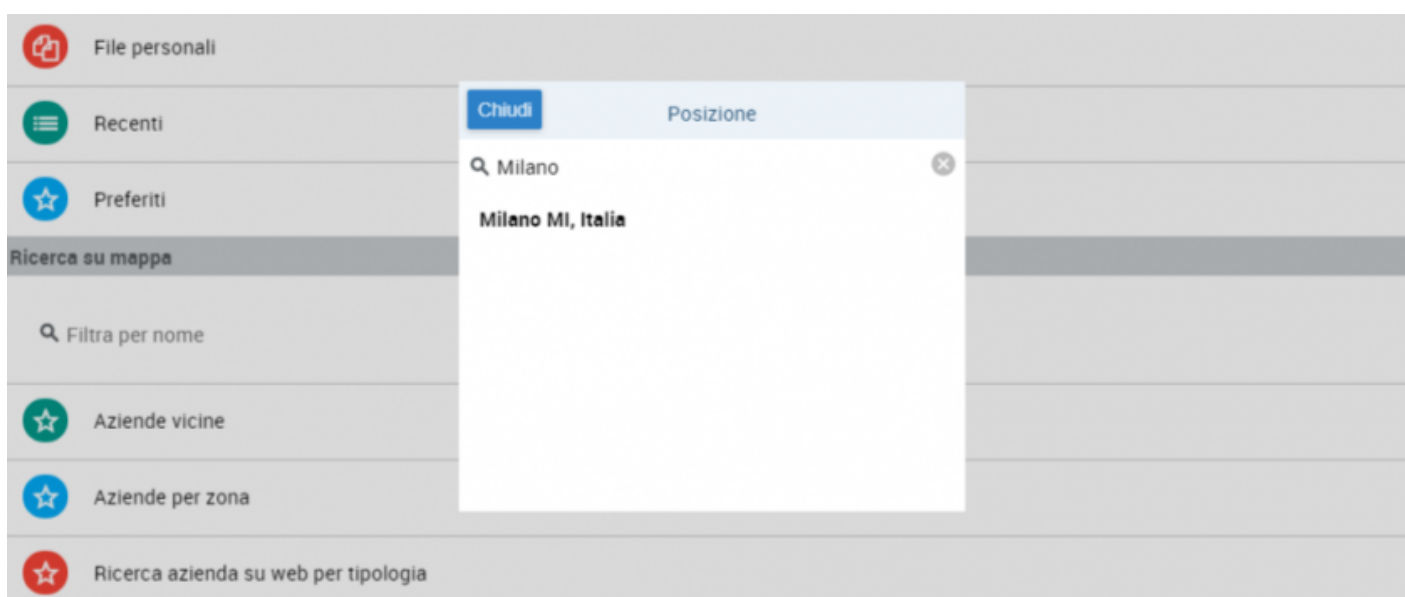 File personali
Recenti
Preferiti
Ricerca su mappa
Filtra per nome
Aziende vicine
Aziende per zona
Ricerca azienda su web per tipologia
Chiudi
Posizione
Milano
Milano MI, Italia